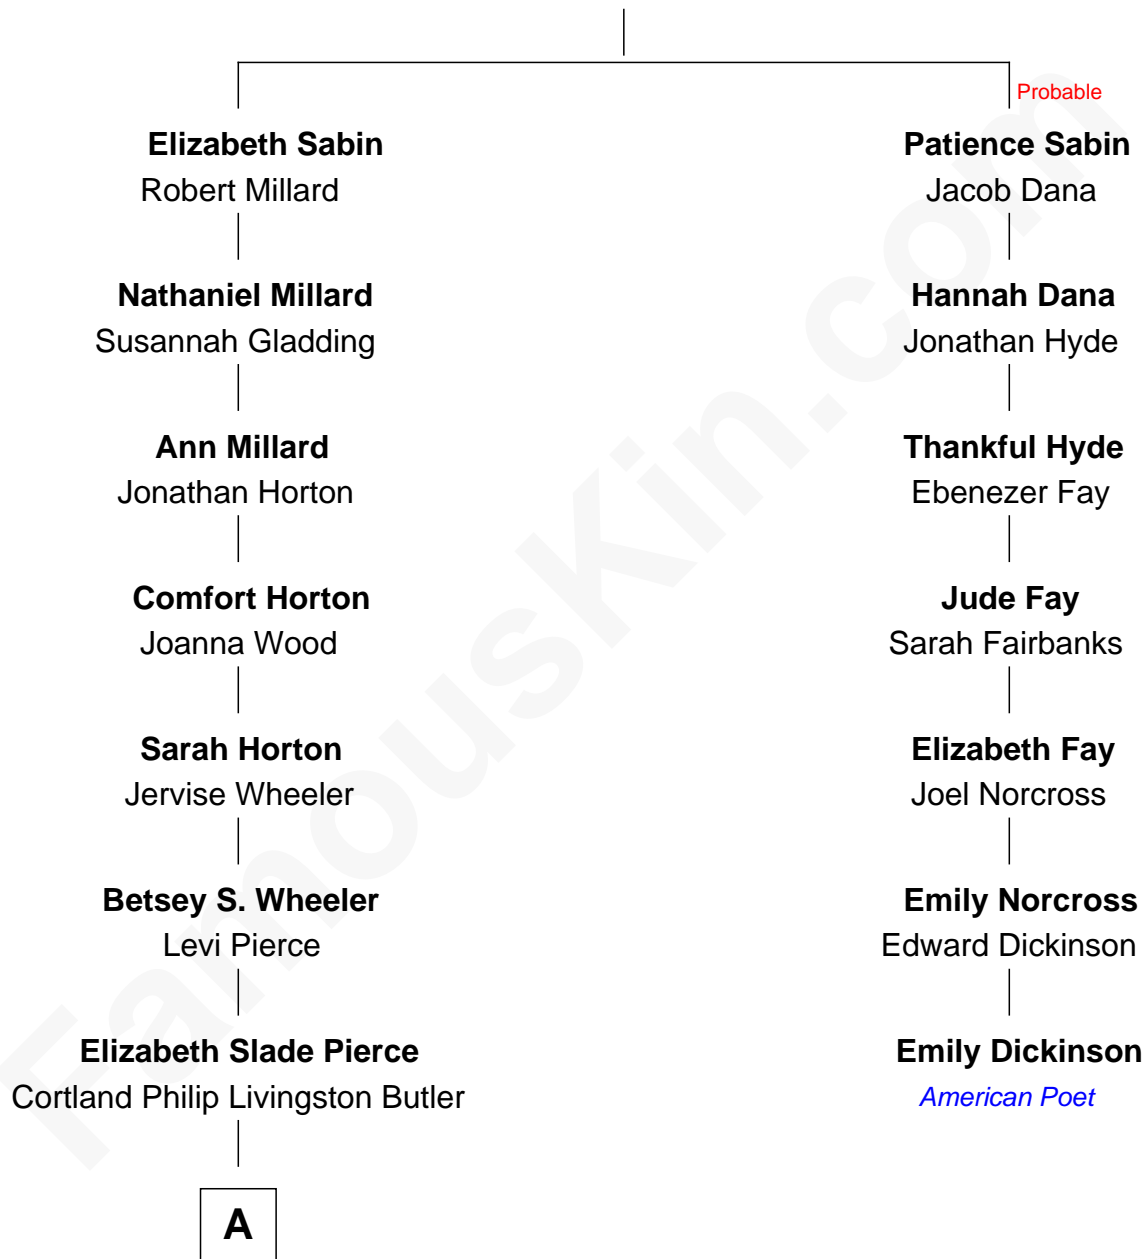 Probable
Elizabeth Sabin
Robert Millard
Patience Sabin
Jacob Dana
Nathaniel Millard
Susannah Gladding
Hannah Dana
Jonathan Hyde
Ann Millard
Jonathan Horton
Thankful Hyde
Ebenezer Fay
Comfort Horton
Joanna Wood
Jude Fay
Sarah Fairbanks
Sarah Horton
Jervise Wheeler
Elizabeth Fay
Joel Norcross
Betsey S. Wheeler
Levi Pierce
Emily Norcross
Edward Dickinson
Elizabeth Slade Pierce
Cortland Philip Livingston Butler
Emily Dickinson
American Poet
A
FamousKin.com